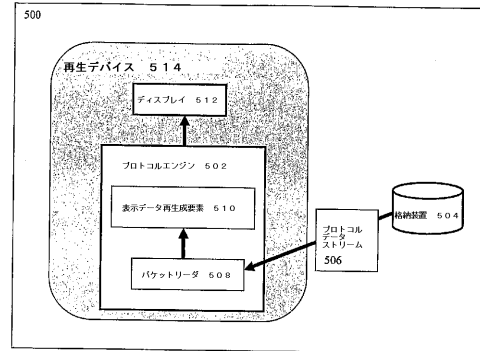 500
再生デバイス 514
ディスプレイ 512
プロトコルエンジン 502
表示データ再生成要素 510
パケットリーダ 508
格納装置 504
プロトコル
データ
ストリーム
506